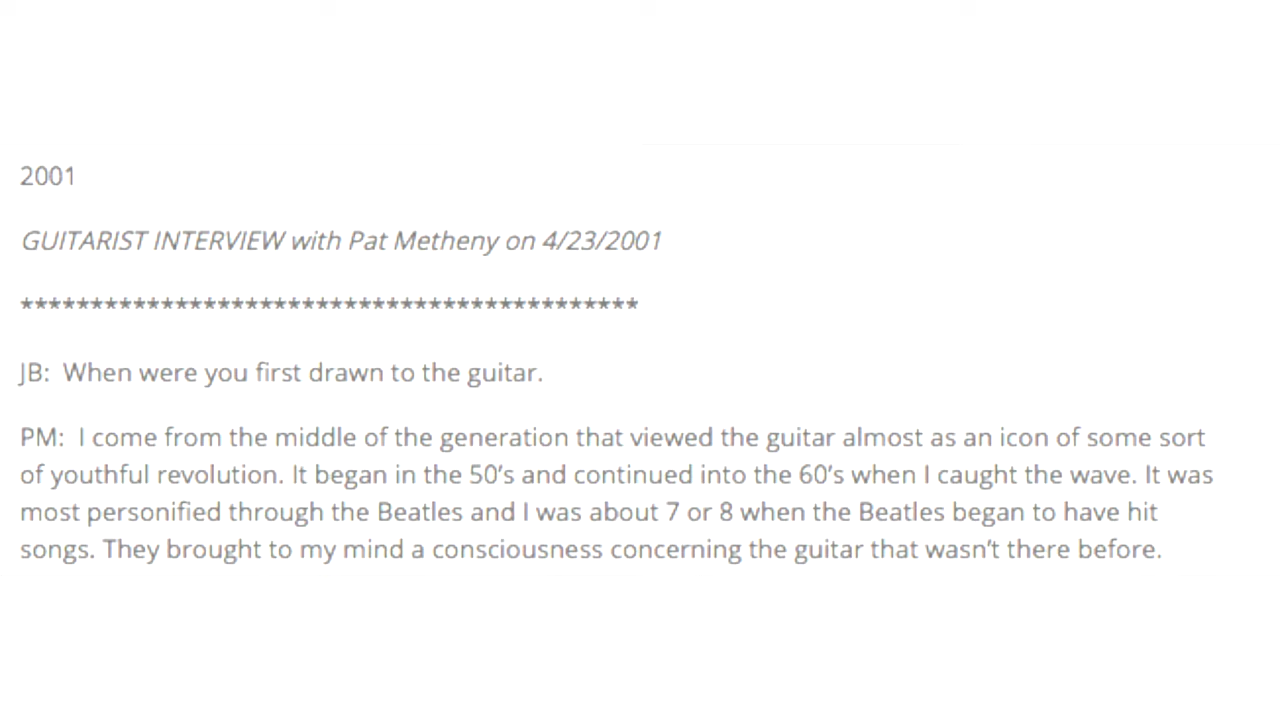 2001
GUITARIST INTERVIEW with Pat Metheny on 4/23/2001
********************************************
JB:  When were you first drawn to the guitar.
PM:  I come from the middle of the generation that viewed the guitar almost as an icon of some sort
of youthful revolution. It began in the 50’s and continued into the 60’s when I caught the wave. It was
most personified through the Beatles and I was about 7 or 8 when the Beatles began to have hit
songs. They brought to my mind a consciousness concerning the guitar that wasn’t there before.